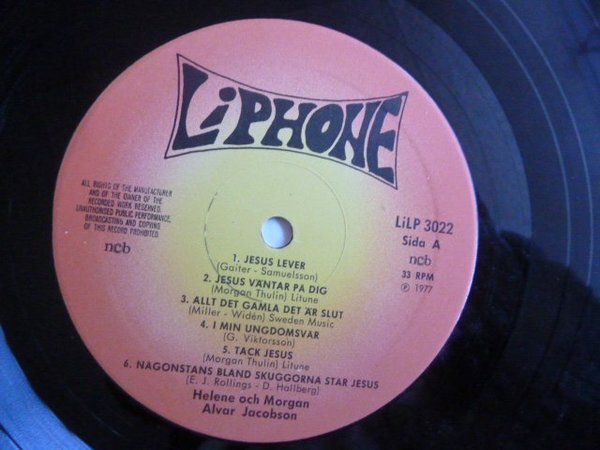 LiPHONE
ALL RIGHTS OF THE MANUFACTURER
AND OF THE OWNER OF THE
RECORDED WORK RESERVED.
UNAUTHORISED PUBLIC PERFORMANCE,
BROADCASTING AND COPYING
OF THIS RECORD PROHIBITED.
ncb
LiLP 3022
Sida A
ncb
33 RPM
℗ 1977
1. JESUS LEVER
(Gaiter - Samuelsson)
2. JESUS VÄNTAR PA DIG
(Morgan Thulin) Litune
3. ALLT DET GAMLA DET ÄR SLUT
(Miller - Widén) Sweden Music
4. I MIN UNGDOMSVAR
(G. Viktorsson)
5. TACK JESUS
(Morgan Thulin) Litune
6. NAGONSTANS BLAND SKUGGORNA STAR JESUS
(E. J. Rollings - D. Hallberg)
Helene och Morgan
Alvar Jacobson